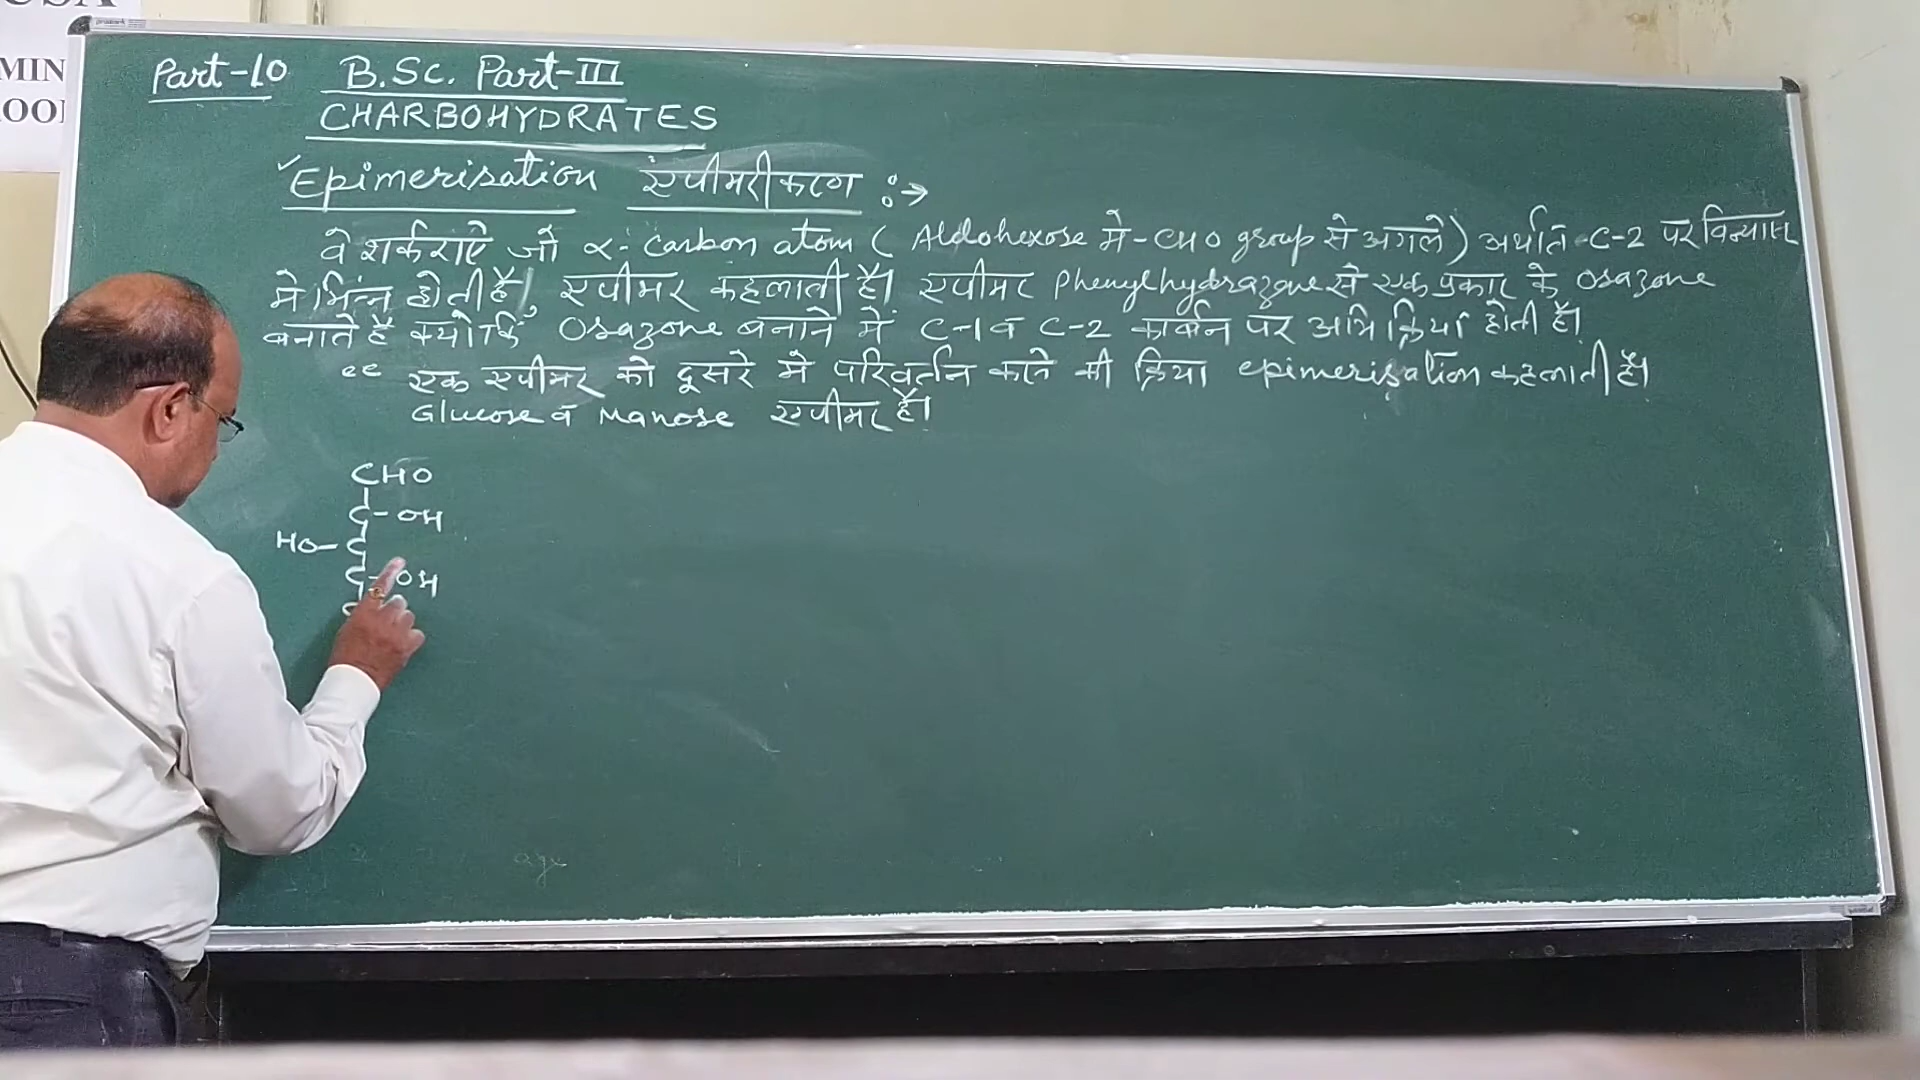 MIN
Part-10 B.Sc. Part-III
CHARBOHYDRATES
Epimerisation एपीमरीकरण :→
वे शर्कराऐ जो α- Carbon atom ( Aldohexose मे -CHO group से अगले) अर्थात C-2 पर विन्यास
मे भिन्न होती हैं, एपीमर कहलाती हैं। एपीमर Phenylhydrazone से एक प्रकार के Osazone
बनाते हैं क्योंकि Osazone बनाने में C-1 व C-2 कार्बन पर अभिक्रिया होती हैं।
एक एपीमर को दूसरे मे परिवर्तन करने की क्रिया epimerisation कहलाती है।
Glucose व Manose एपीमर हैं।
CHO
C-OH
HO-C
C-OH
C
age